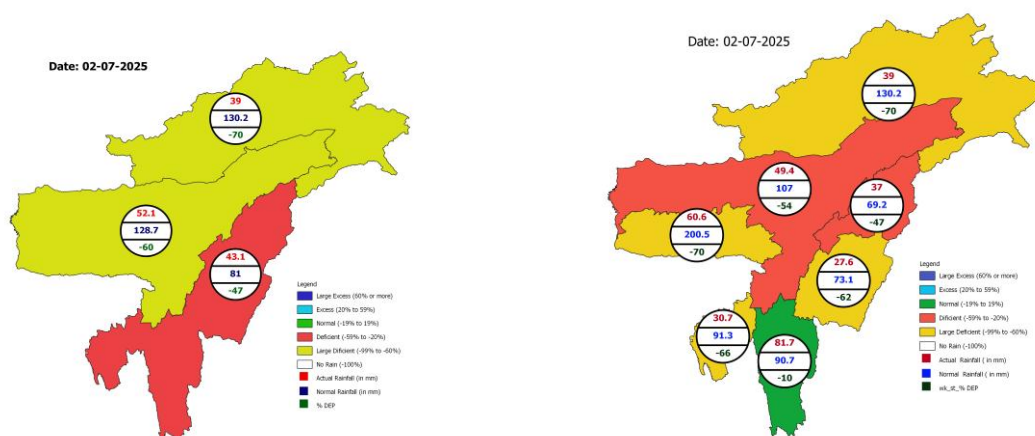 Date: 02-07-2025
39
130.2
-70
52.1
128.7
-60
43.1
81
-47
Legend
Large Excess (60% or more)
Excess (20% to 59%)
Normal (-19% to 19%)
Deficient (-59% to -20%)
Large Dificient (-99% to -60%)
No Rain (-100%)
Actual Rainfall (in mm)
Normal Rainfall (in mm)
% DEP
Date: 02-07-2025
39
130.2
-70
49.4
107
-54
37
69.2
-47
60.6
200.5
-70
27.6
73.1
-62
30.7
91.3
-66
81.7
90.7
-10
Legend
Large Excess (60% or more)
Excess (20% to 59%)
Normal (-19% to 19%)
Dificient (-59% to -20%)
Large Deficient (-99% to -60%)
No Rain (-100%)
Actual Rainfall ( in mm)
Normal Rainfall ( in mm)
wk_st_% DEP